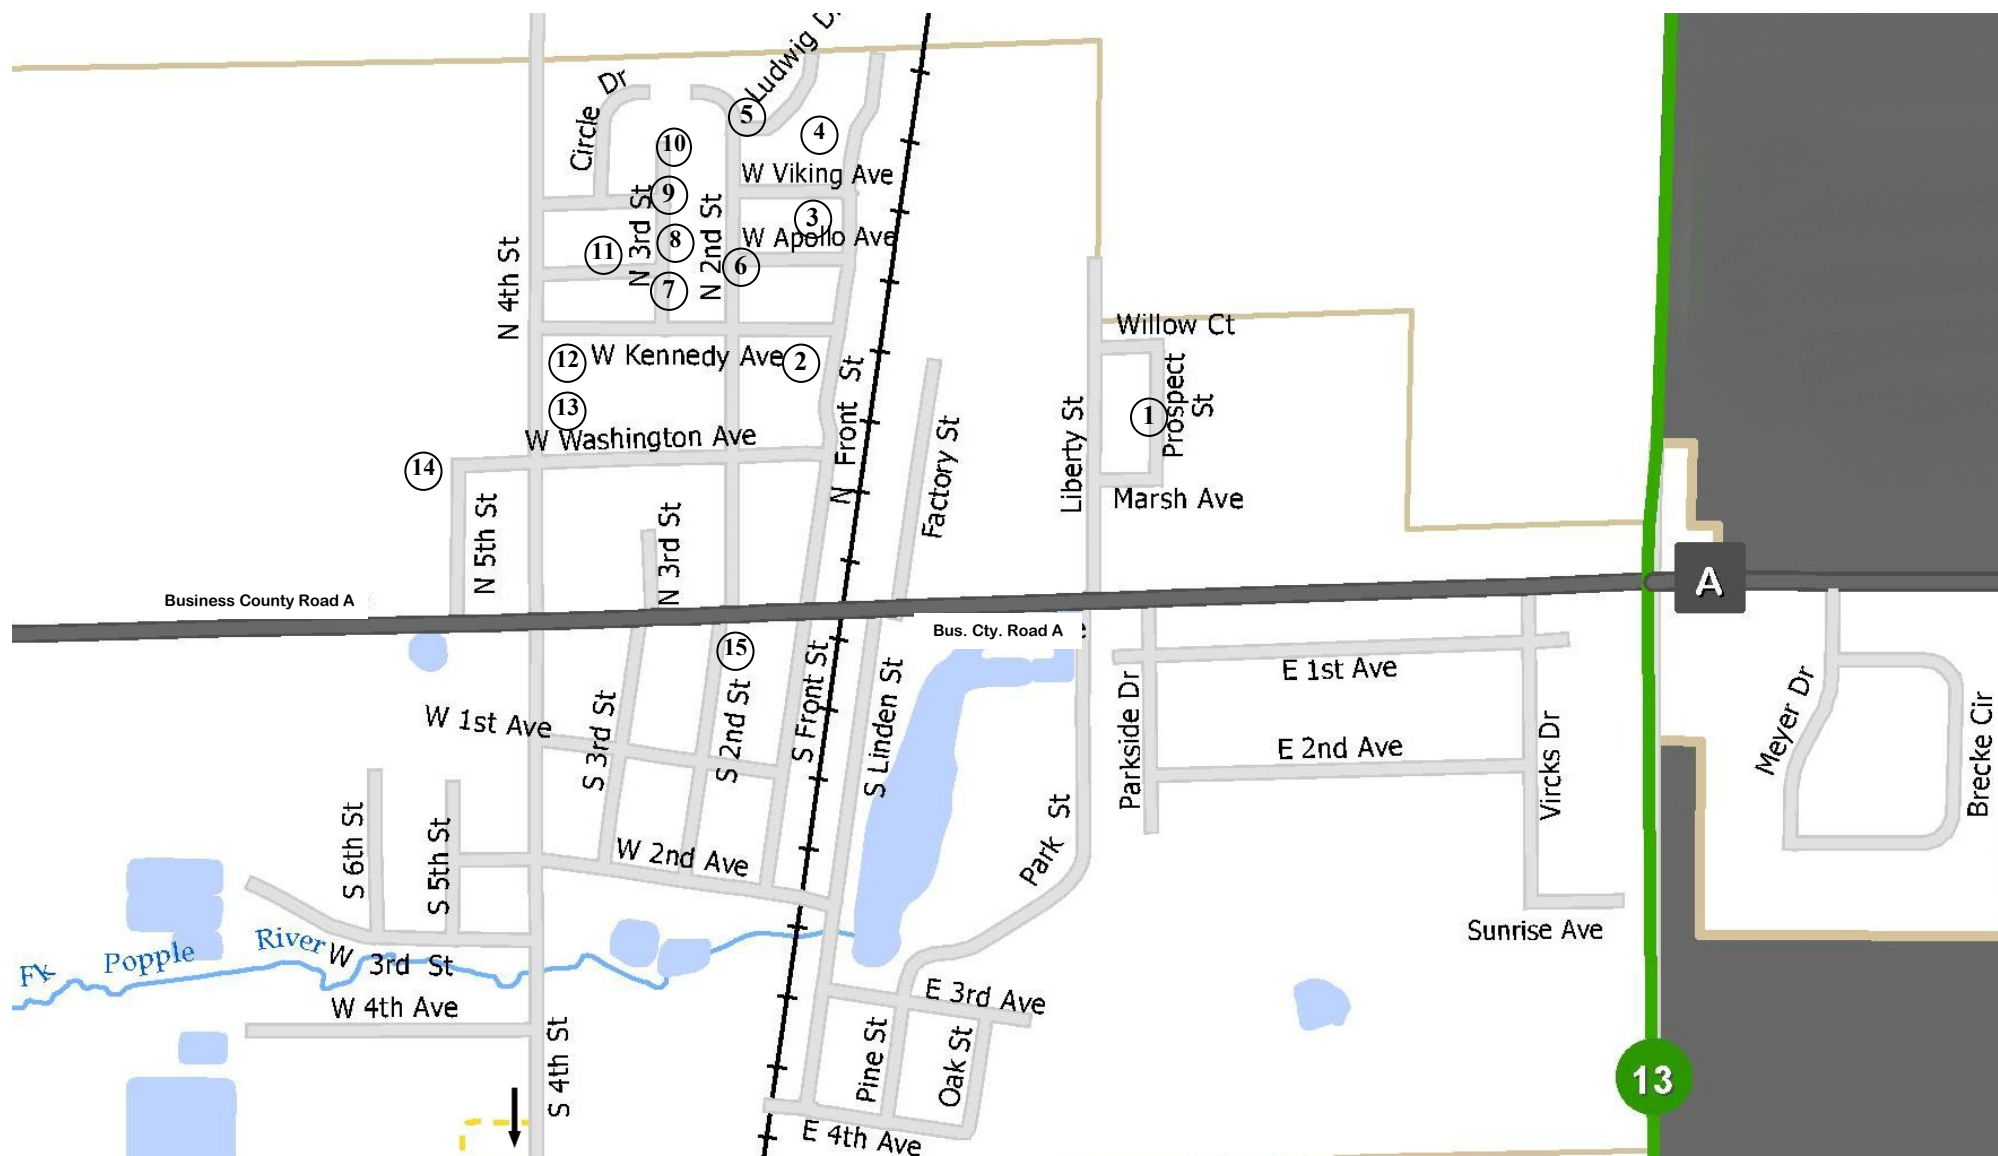 Ludwig Dr
Circle Dr
5
4
10
W Viking Ave
9
3
N 3rd St
N 2nd St
W Apollo Ave
8
11
6
N 4th St
7
Willow Ct
12
W Kennedy Ave
2
N Front St
Prospect St
1
13
Liberty St
W Washington Ave
Factory St
14
Marsh Ave
N 5th St
N 3rd St
A
Business County Road A
Bus. Cty. Road A
15
E 1st Ave
W 1st Ave
S 3rd St
S 2nd St
S Front St
S Linden St
Parkside Dr
E 2nd Ave
Vircks Dr
Meyer Dr
Brecke Cir
S 6th St
S 5th St
W 2nd Ave
Park St
Sunrise Ave
Fk Popple River
W 3rd St
W 4th Ave
E 3rd Ave
S 4th St
Pine St
Oak St
13
E 4th Ave